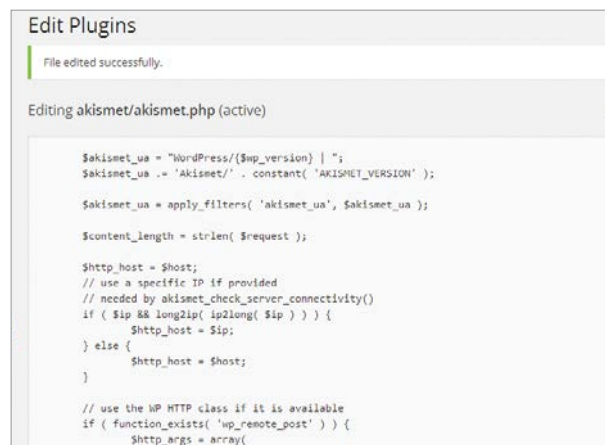 Edit Plugins
File edited successfully.
Editing akismet/akismet.php (active)
$akismet_ua = "WordPress/{$wp_version} | ";
$akismet_ua .= 'Akismet/' . constant( 'AKISMET_VERSION' );
$akismet_ua = apply_filters( 'akismet_ua', $akismet_ua );
$content_length = strlen( $request );
$http_host = $host;
// use a specific IP if provided
// needed by akismet_check_server_connectivity()
if ( $ip && long2ip( ip2long( $ip ) ) ) {
$http_host = $ip;
} else {
$http_host = $host;
}
// use the WP HTTP class if it is available
if ( function_exists( 'wp_remote_post' ) ) {
$http_args = array(